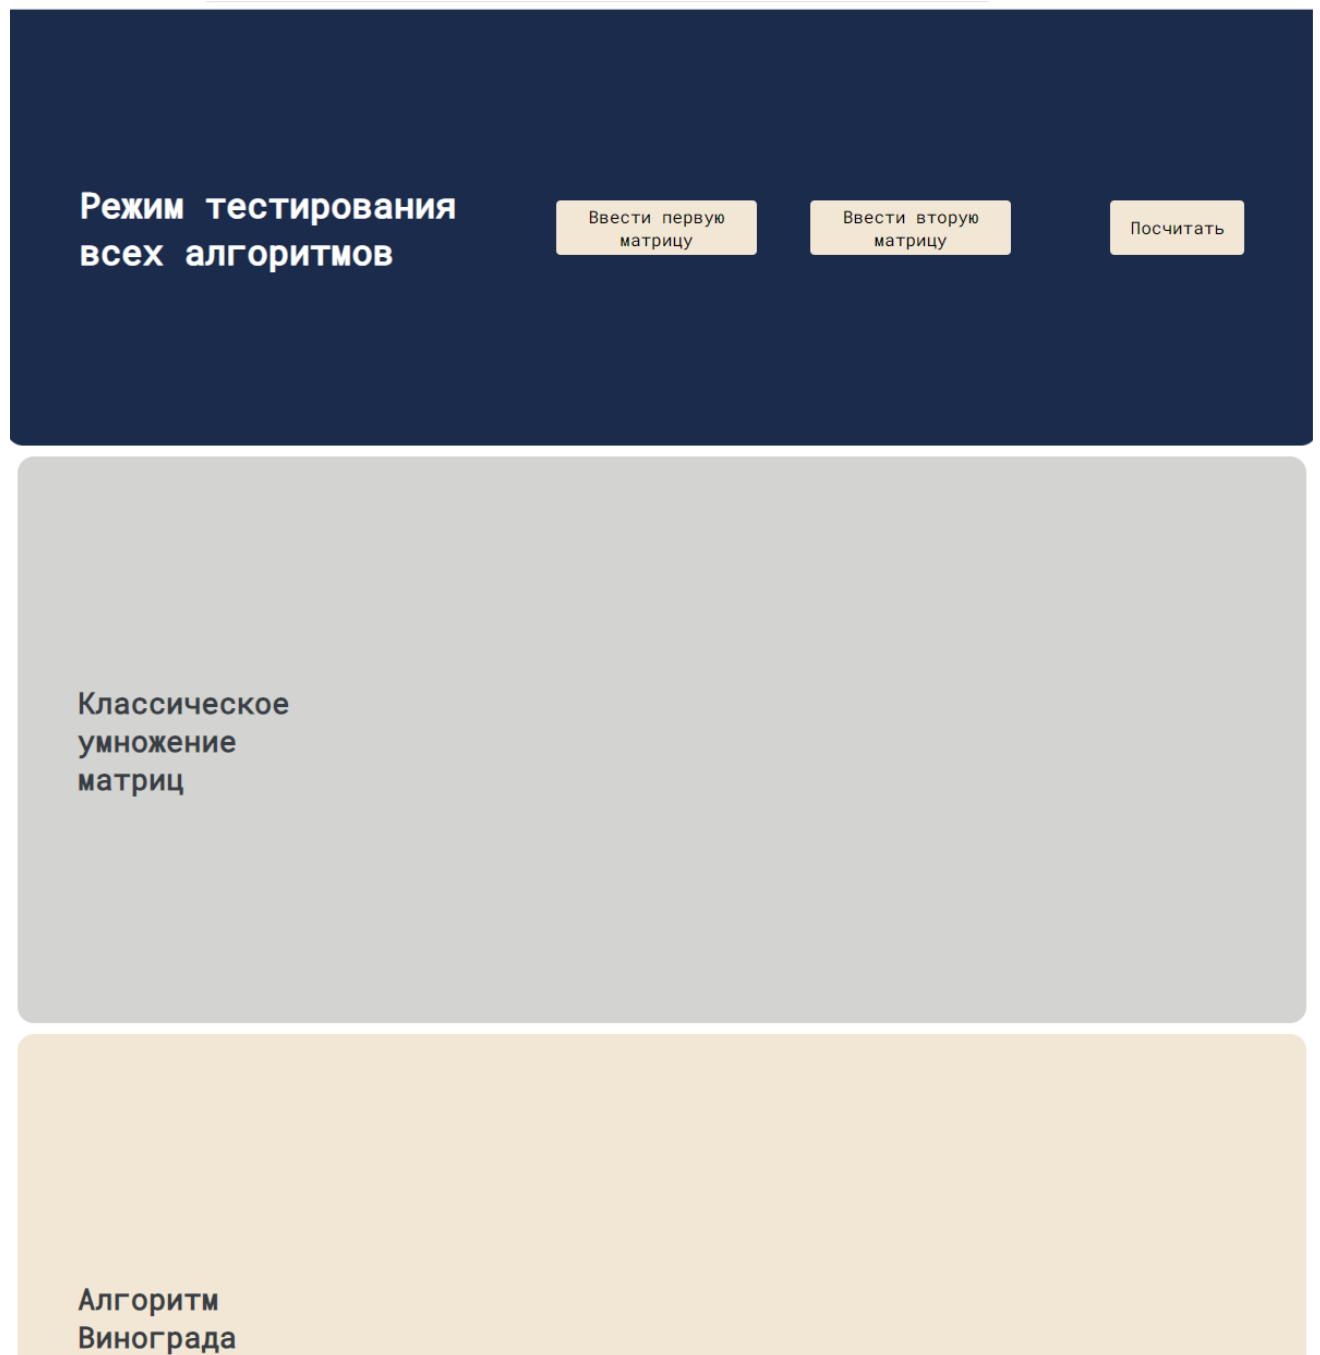 Режим тестирования
всех алгоритмов
Ввести первую
матрицу
Ввести вторую
матрицу
Посчитать
Классическое
умножение
матриц
Алгоритм
Винограда